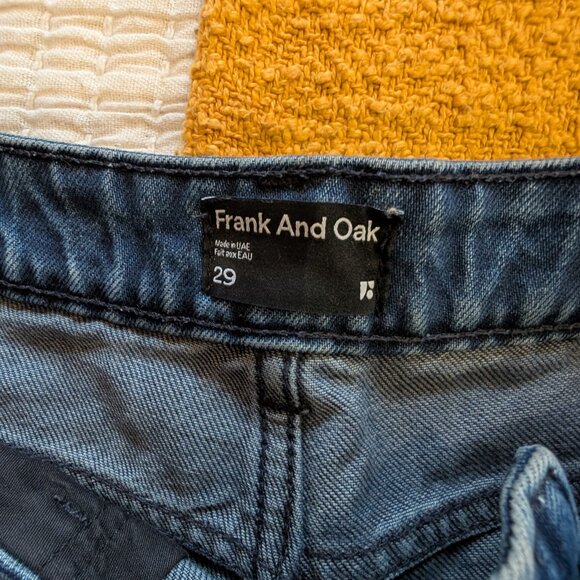 Frank And Oak
Made in UAE
Fait aux EAU
29